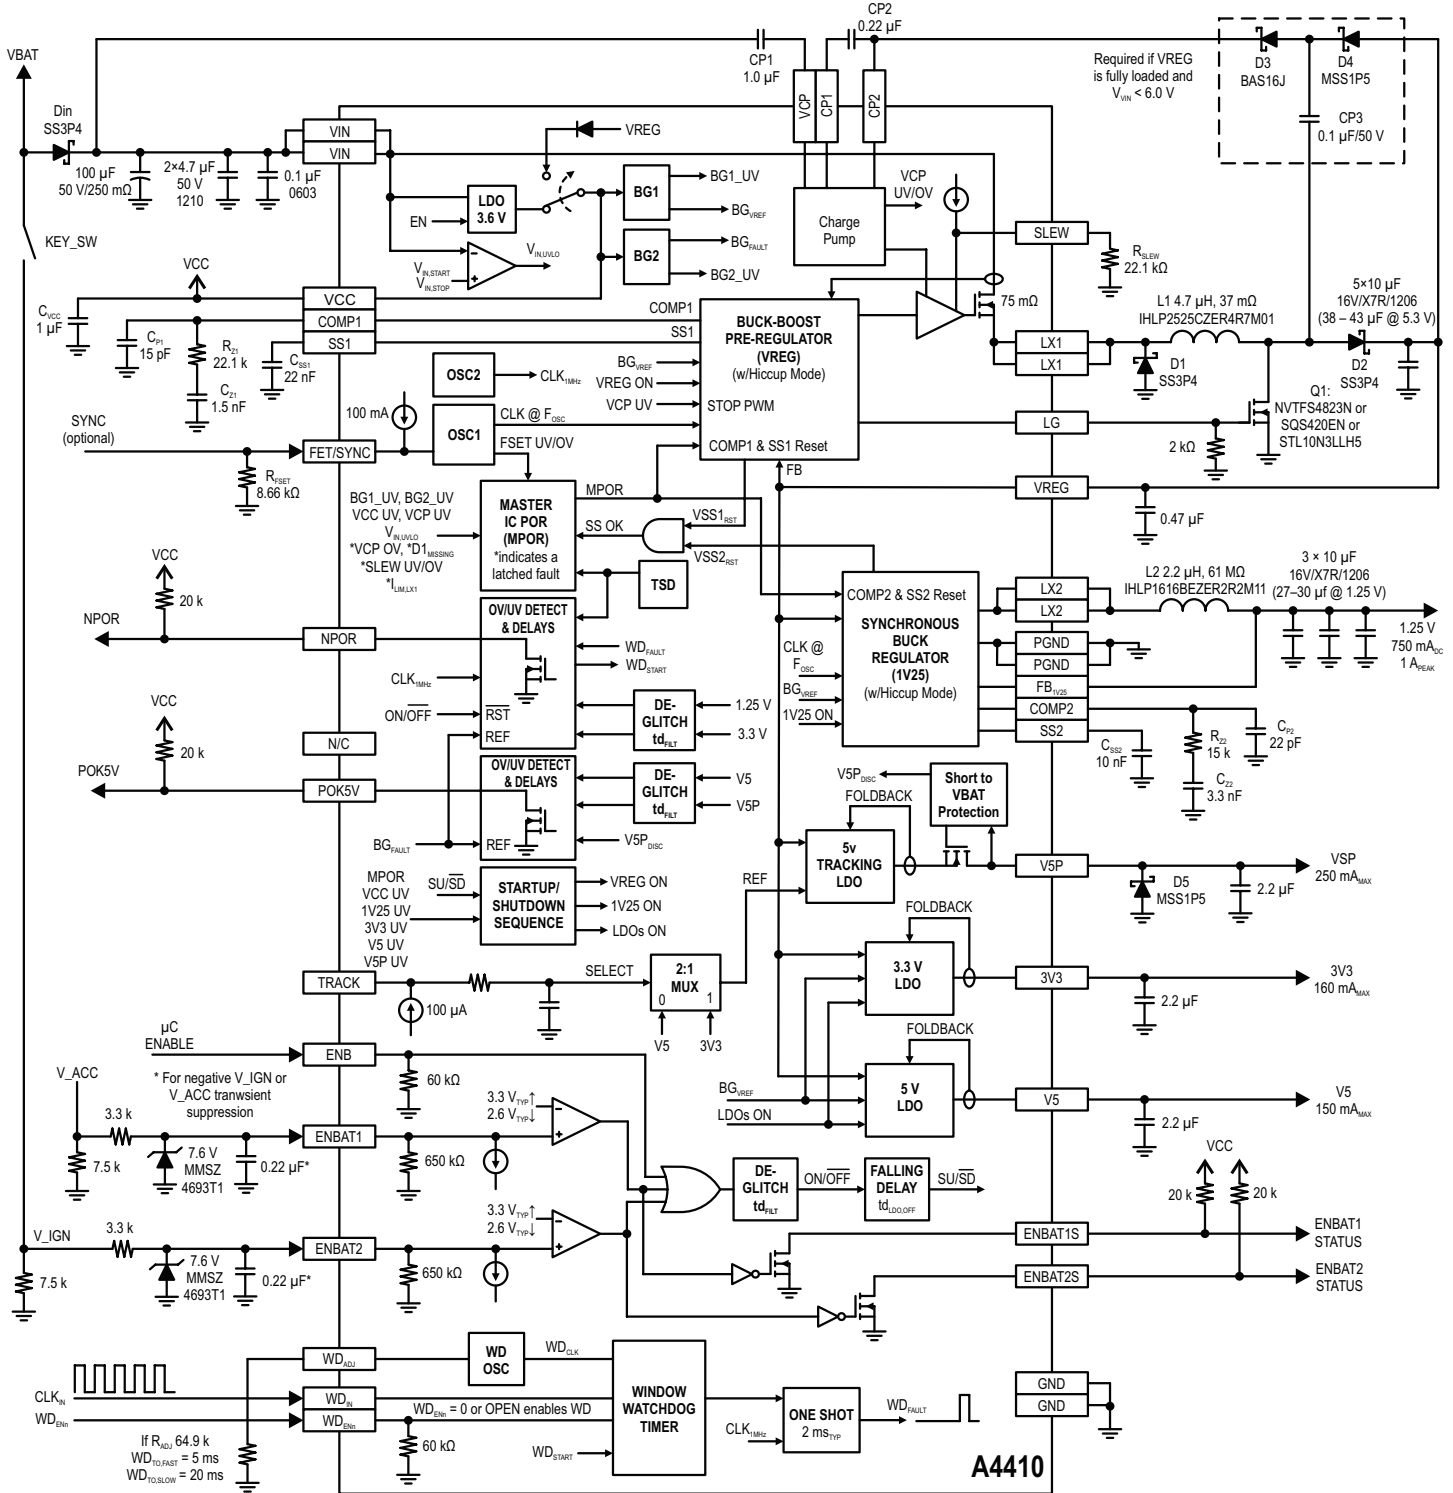 CP2
0.22 µF
VBAT
CP1
1.0 µF
Required if VREG
is fully loaded and
VVIN < 6.0 V
D3
BAS16J
D4
MSS1P5
CP3
0.1 µF/50 V
Din
SS3P4
VIN
VIN
VCP
CP1
CP2
VREG
100 µF
50 V/250 mΩ
2×4.7 µF
50 V
1210
0.1 µF
0603
LDO
3.6 V
EN
BG1
BG1_UV
BGVREF
BG2
BGFAULT
BG2_UV
VIN,START
VIN,STOP
VIN,UVLO
Charge
Pump
VCP
UV/OV
SLEW
RSLEW
22.1 kΩ
KEY_SW
VCC
CVCC
1 µF
VCC
COMP1
SS1
CP1
15 pF
RZ1
22.1 k
CZ1
1.5 nF
CSS1
22 nF
COMP1
SS1
BUCK-BOOST
PRE-REGULATOR
(VREG)
(w/Hiccup Mode)
BGVREF
VREG ON
VCP UV
STOP PWM
COMP1 & SS1 Reset
FB
75 mΩ
LX1
LX1
L1 4.7 µH, 37 mΩ
IHLP2525CZER4R7M01
5×10 µF
16V/X7R/1206
(38 – 43 µF @ 5.3 V)
D1
SS3P4
D2
SS3P4
Q1:
NVTFS4823N or
SQS420EN or
STL10N3LLH5
LG
2 kΩ
VREG
0.47 µF
OSC2
CLK1MHz
100 mA
OSC1
CLK @ FOSC
FSET UV/OV
SYNC
(optional)
FET/SYNC
RFSET
8.66 kΩ
BG1_UV, BG2_UV
VCC UV, VCP UV
VIN,UVLO
*VCP OV, *D1MISSING
*SLEW UV/OV
*ILIM,LX1
MASTER
IC POR
(MPOR)
*indicates a
latched fault
MPOR
SS OK
VSS1RST
VSS2RST
TSD
VCC
20 k
NPOR
NPOR
OV/UV DETECT
& DELAYS
WDFAULT
WDSTART
CLK1MHz
ON/OFF
RST
REF
DE-
GLITCH
tdFILT
1.25 V
3.3 V
COMP2 & SS2 Reset
SYNCHRONOUS
BUCK
REGULATOR
(1V25)
(w/Hiccup Mode)
CLK @
FOSC
BGVREF
1V25 ON
LX2
LX2
PGND
PGND
FB1V25
COMP2
SS2
L2 2.2 µH, 61 MΩ
IHLP1616BEZER2R2M11
3 × 10 µF
16V/X7R/1206
(27–30 µf @ 1.25 V)
1.25 V
750 mADC
1 APEAK
CSS2
10 nF
RZ2
15 k
CZ2
3.3 nF
CP2
22 pF
VCC
20 k
N/C
POK5V
POK5V
OV/UV DETECT
& DELAYS
REF
BGFAULT
DE-
GLITCH
tdFILT
V5
V5P
V5PDISC
V5PDISC
FOLDBACK
Short to
VBAT
Protection
5v
TRACKING
LDO
REF
V5P
D5
MSS1P5
2.2 µF
VSP
250 mAMAX
MPOR
VCC UV
1V25 UV
3V3 UV
V5 UV
V5P UV
SU/SD
STARTUP/
SHUTDOWN
SEQUENCE
VREG ON
1V25 ON
LDOs ON
FOLDBACK
3.3 V
LDO
3V3
2.2 µF
3V3
160 mAMAX
TRACK
100 µA
SELECT
2:1
MUX
0
1
V5
3V3
FOLDBACK
5 V
LDO
BGVREF
LDOs ON
V5
2.2 µF
V5
150 mAMAX
µC
ENABLE
ENB
60 kΩ
V_ACC
* For negative V_IGN or
V_ACC tranwsient
suppression
3.3 k
7.5 k
7.6 V
MMSZ
4693T1
0.22 µF*
ENBAT1
650 kΩ
3.3 VTYP↑
2.6 VTYP↓
DE-
GLITCH
tdFILT
ON/OFF
FALLING
DELAY
tdLDO,OFF
SU/SD
VCC
20 k
20 k
V_IGN
3.3 k
7.5 k
7.6 V
MMSZ
4693T1
0.22 µF*
ENBAT2
650 kΩ
3.3 VTYP↑
2.6 VTYP↓
ENBAT1S
ENBAT1
STATUS
ENBAT2S
ENBAT2
STATUS
CLKIN
WDENn
WDADJ
WDIN
WDENn
If RADJ 64.9 k
WDTO,FAST = 5 ms
WDTO,SLOW = 20 ms
WD
OSC
WDCLK
WDENn = 0 or OPEN enables WD
60 kΩ
WDSTART
WINDOW
WATCHDOG
TIMER
CLK1MHz
ONE SHOT
2 msTYP
WDFAULT
GND
GND
A4410